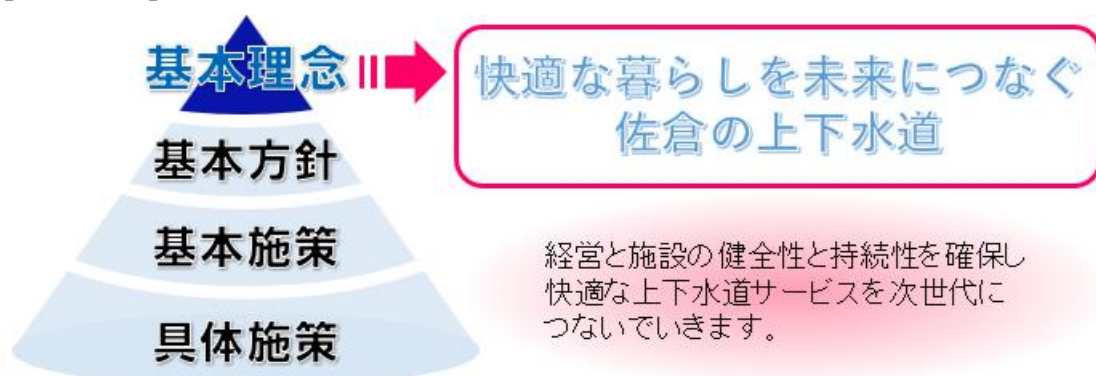 基本理念
快適な暮らしを未来につなぐ
佐倉の上下水道
基本方針
基本施策
具体施策
経営と施設の健全性と持続性を確保し
快適な上下水道サービスを次世代に
つないでいきます。